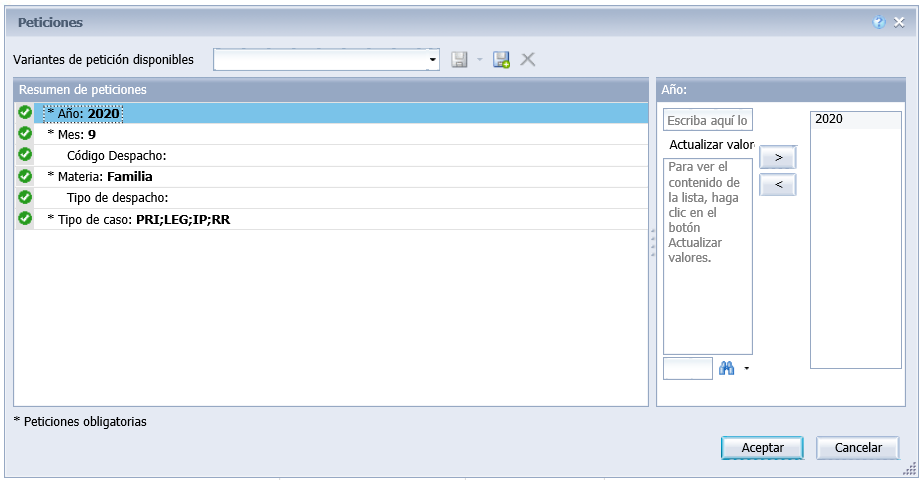 Peticiones
Variantes de petición disponibles
Resumen de peticiones
* Año: 2020
* Mes: 9
Código Despacho:
* Materia: Familia
Tipo de despacho:
* Tipo de caso: PRI;LEG;IP;RR
Año:
Escriba aquí lo
Actualizar valor
Para ver el
contenido de
la lista, haga
clic en el
botón
Actualizar
valores.
>
<
2020
* Peticiones obligatorias
Aceptar
Cancelar